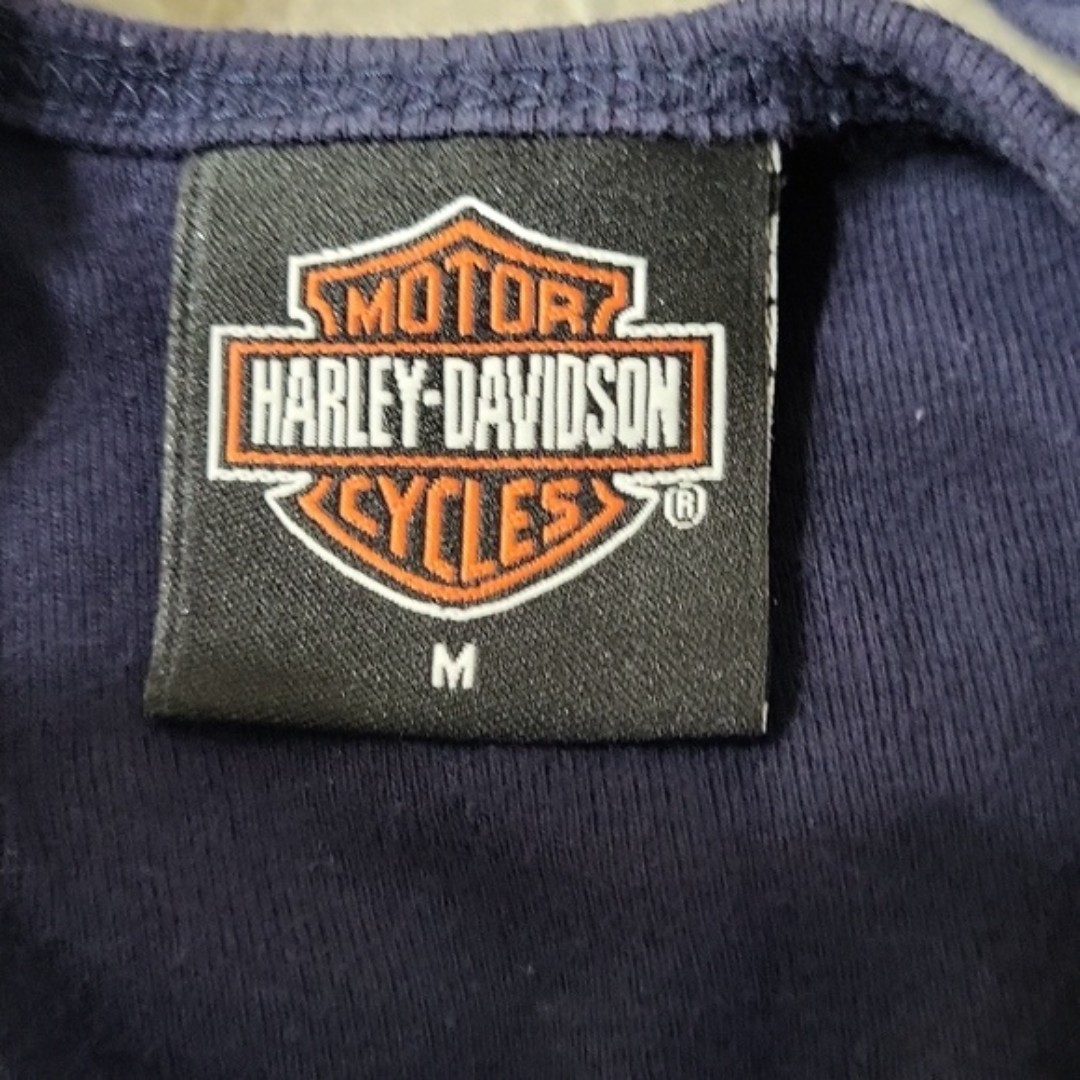 MOTOR
HARLEY-DAVIDSON
CYCLES
®
M